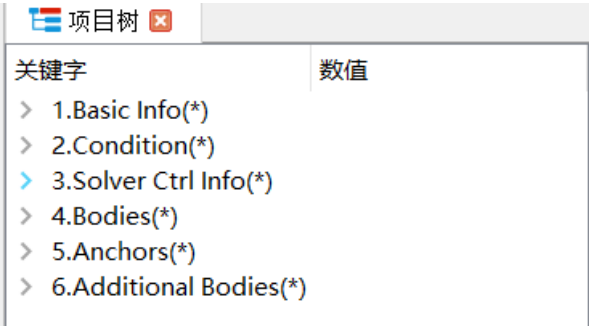 项目树
关键字 数值
1.Basic Info(*)
2.Condition(*)
3.Solver Ctrl Info(*)
4.Bodies(*)
5.Anchors(*)
6.Additional Bodies(*)